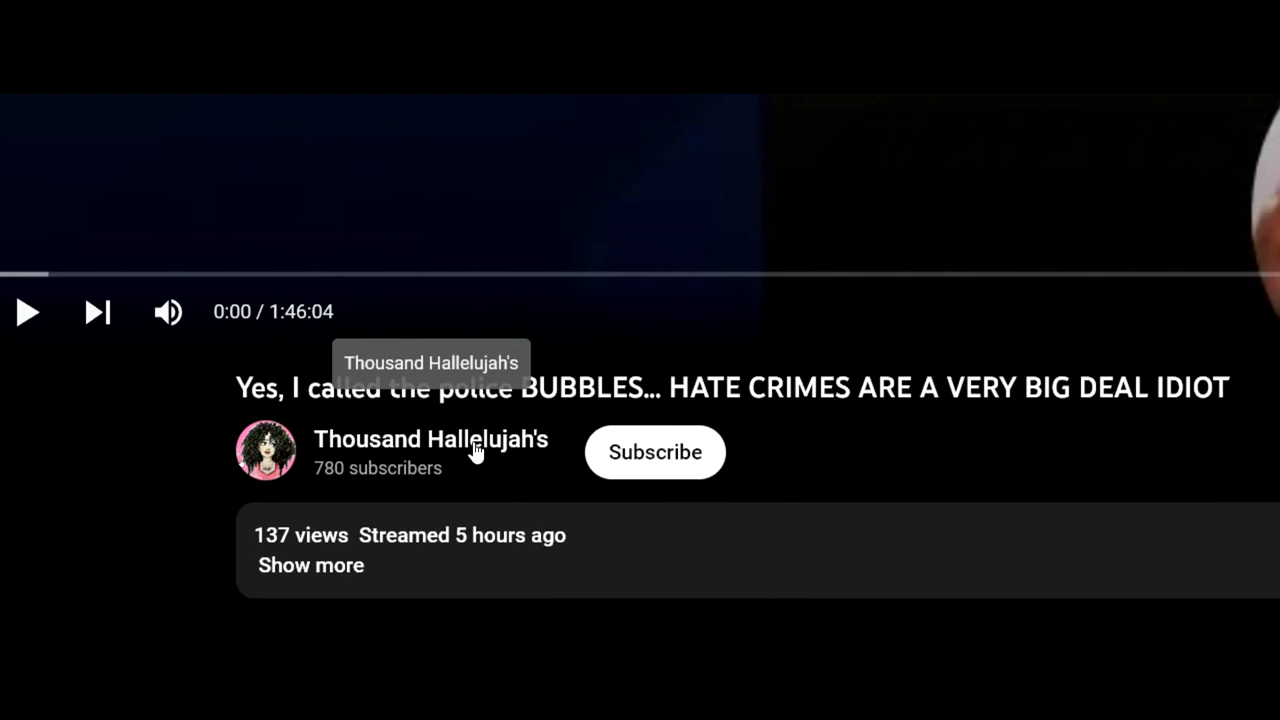 0:00 / 1:46:04
Thousand Hallelujah's
Yes, I called the police BUBBLES... HATE CRIMES ARE A VERY BIG DEAL IDIOT
Thousand Hallelujah's
780 subscribers
Subscribe
137 views Streamed 5 hours ago
Show more